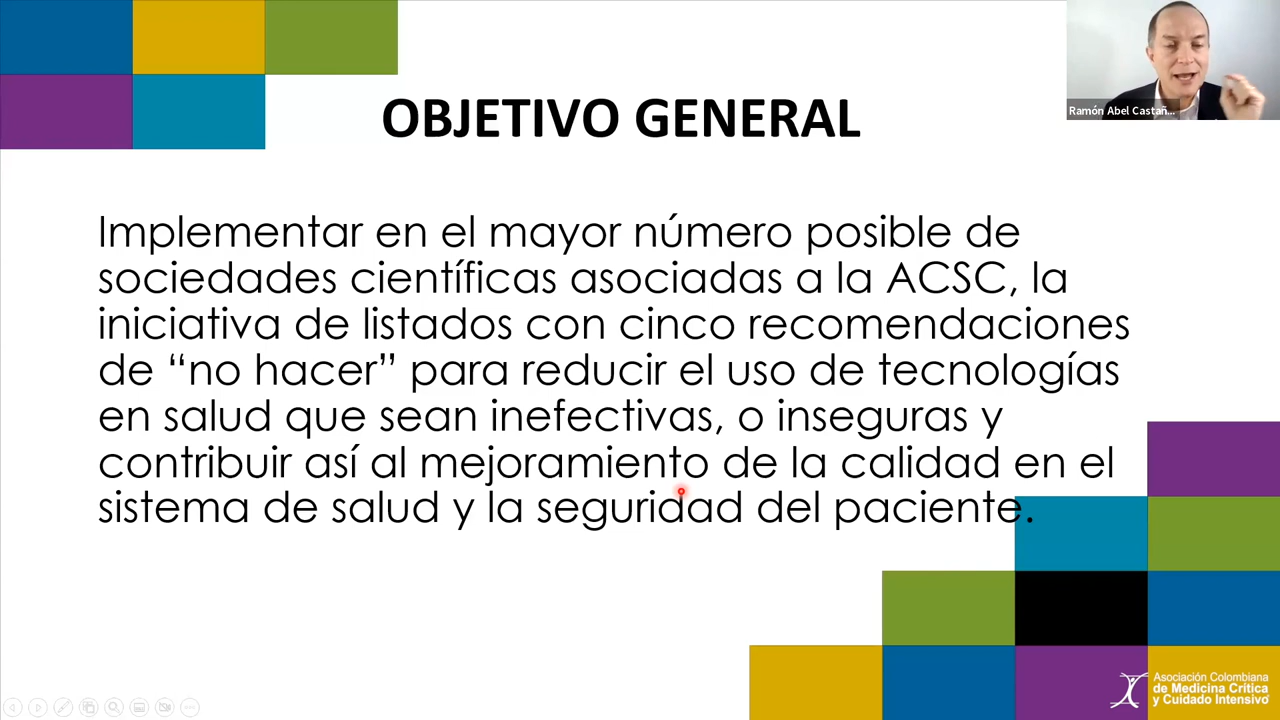 OBJETIVO GENERAL
Ramón Abel Castañ...
Implementar en el mayor número posible de
sociedades científicas asociadas a la ACSC, la
iniciativa de listados con cinco recomendaciones
de “no hacer” para reducir el uso de tecnologías
en salud que sean inefectivas, o inseguras y
contribuir así al mejoramiento de la calidad en el
sistema de salud y la seguridad del paciente.
Asociación Colombiana
de Medicina Crítica
y Cuidado Intensivo